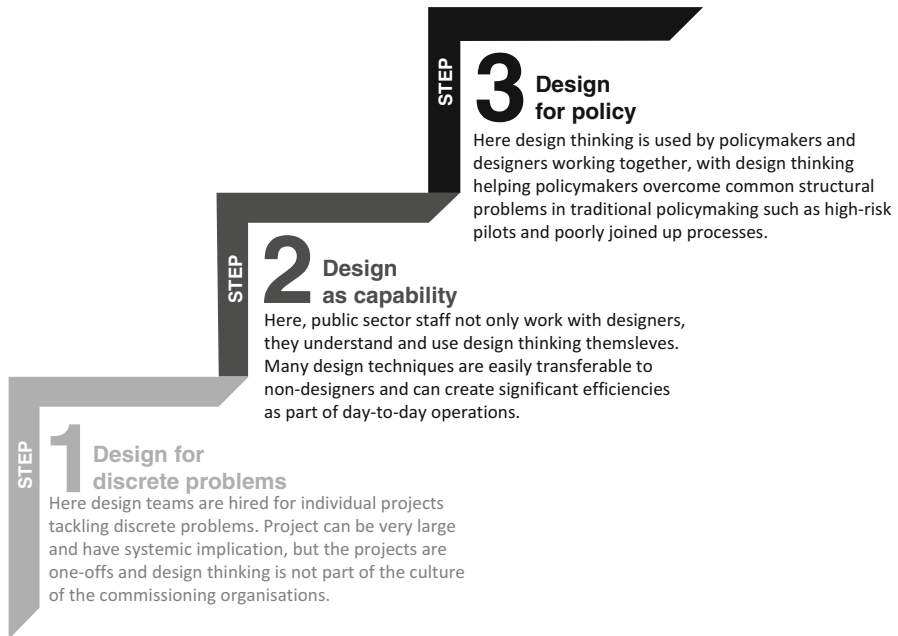 STEP
3
Design
for policy
Here design thinking is used by policymakers and
designers working together, with design thinking
helping policymakers overcome common structural
problems in traditional policymaking such as high-risk
pilots and poorly joined up processes.
STEP
2
Design
as capability
Here, public sector staff not only work with designers,
they understand and use design thinking themsleves.
Many design techniques are easily transferable to
non-designers and can create significant efficiencies
as part of day-to-day operations.
STEP
1
Design for
discrete problems
Here design teams are hired for individual projects
tackling discrete problems. Project can be very large
and have systemic implication, but the projects are
one-offs and design thinking is not part of the culture
of the commissioning organisations.